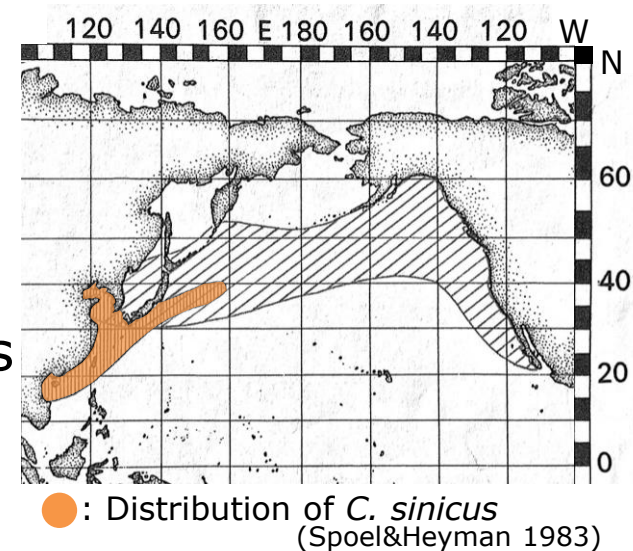 120 140 160 E 180 160 140 120 W
N
60
40
s
20
0
: Distribution of C. sinicus
(Spoel&Heyman 1983)